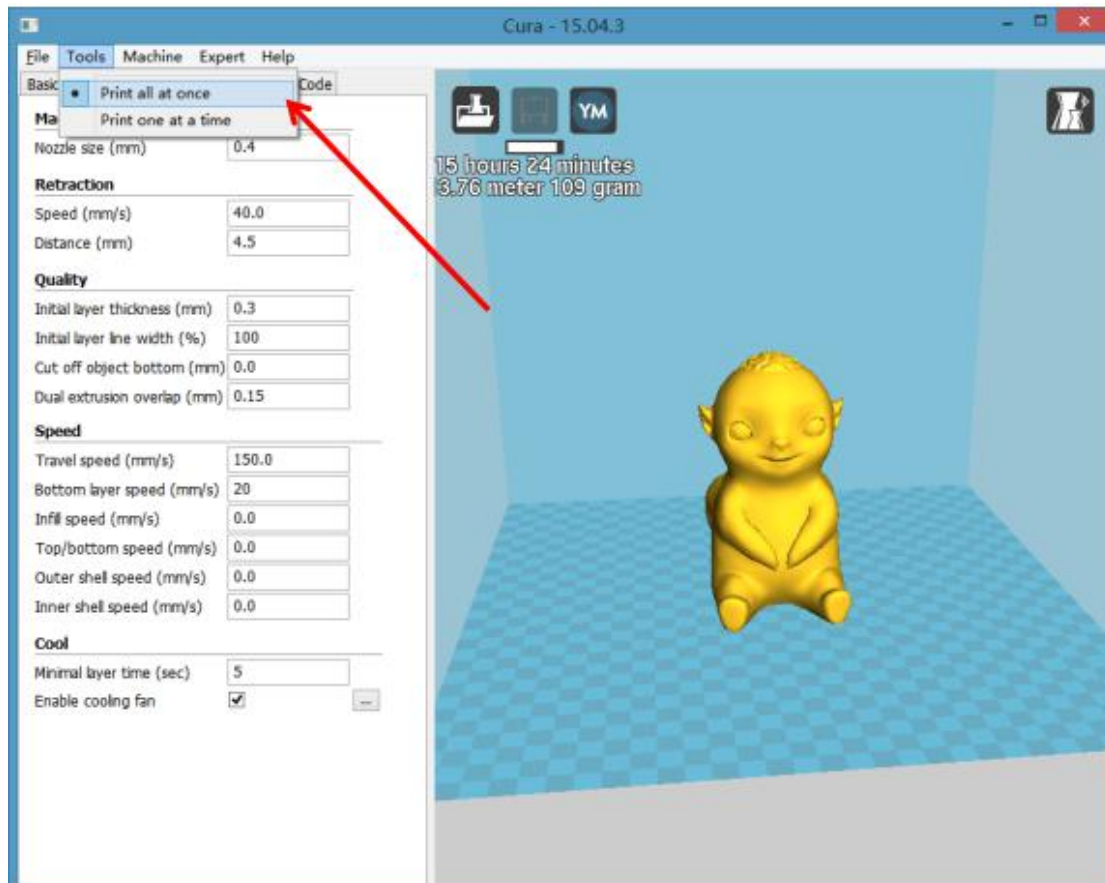 Cura - 15.04.3
File Tools Machine Expert Help
Basic Code
Print all at once
Print one at a time
Ma
Nozzle size (mm) 0.4
Retraction
Speed (mm/s) 40.0
Distance (mm) 4.5
Quality
Initial layer thickness (mm) 0.3
Initial layer line width (%) 100
Cut off object bottom (mm) 0.0
Dual extrusion overlap (mm) 0.15
Speed
Travel speed (mm/s) 150.0
Bottom layer speed (mm/s) 20
Infill speed (mm/s) 0.0
Top/bottom speed (mm/s) 0.0
Outer shell speed (mm/s) 0.0
Inner shell speed (mm/s) 0.0
Cool
Minimal layer time (sec) 5
Enable cooling fan ...
YM
15 hours 24 minutes
3.76 meter 109 gram